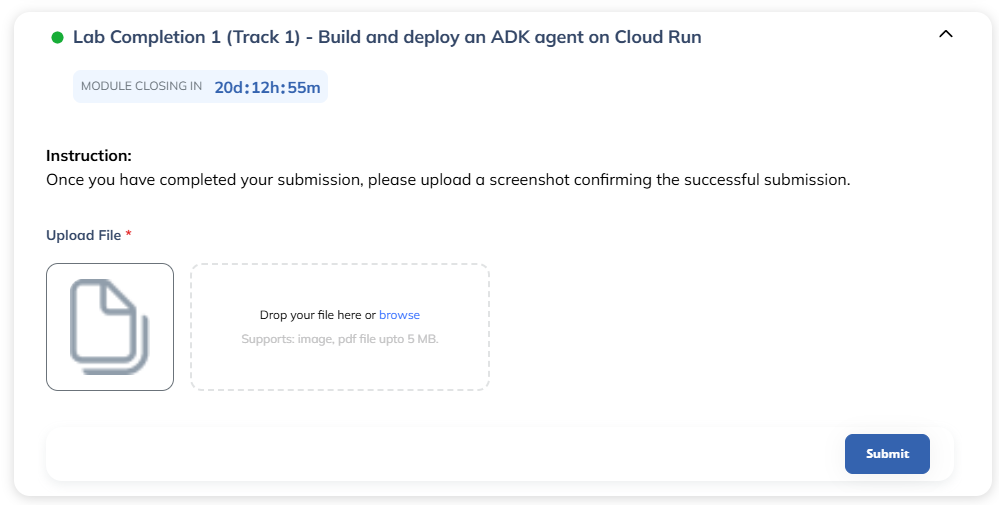 Lab Completion 1 (Track 1) - Build and deploy an ADK agent on Cloud Run
MODULE CLOSING IN 20d:12h:55m
Instruction:
Once you have completed your submission, please upload a screenshot confirming the successful submission.
Upload File *
Drop your file here or browse
Supports: image, pdf file upto 5 MB.
Submit